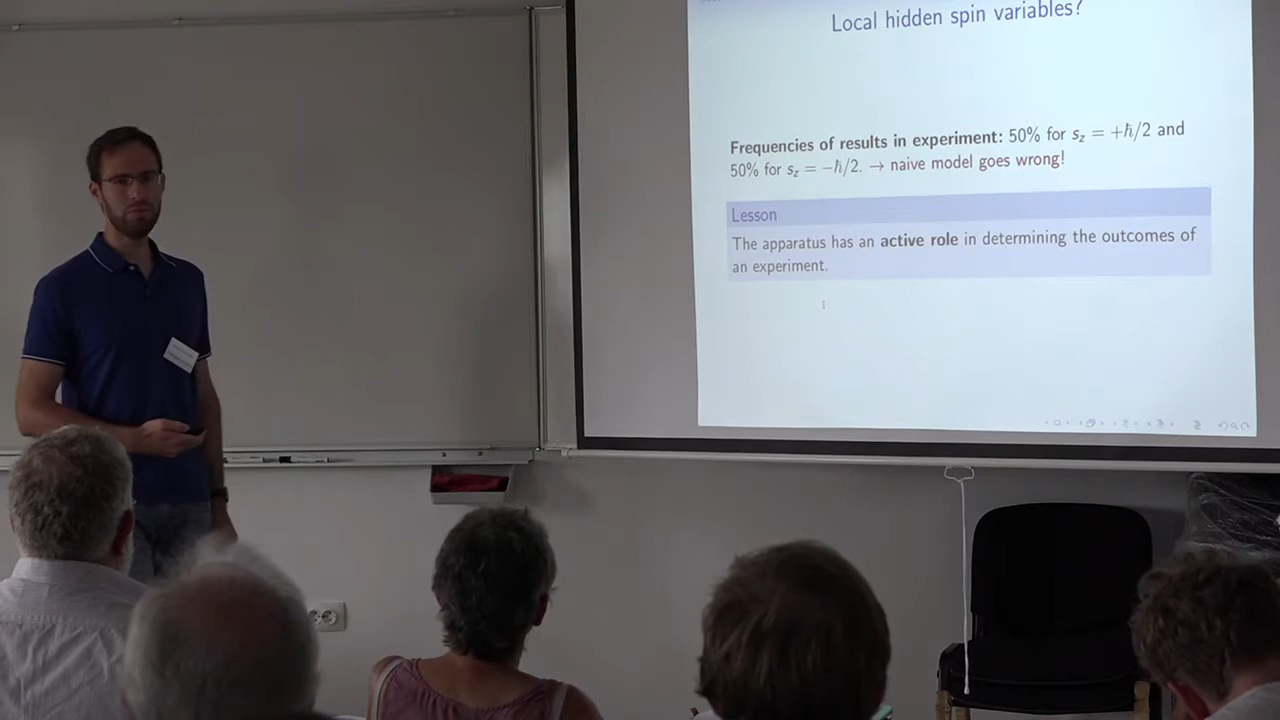 Local hidden spin variables?
Frequencies of results in experiment: 50% for s_z = +ℏ/2 and
50% for s_z = −ℏ/2. → naive model goes wrong!
Lesson
The apparatus has an active role in determining the outcomes of
an experiment.